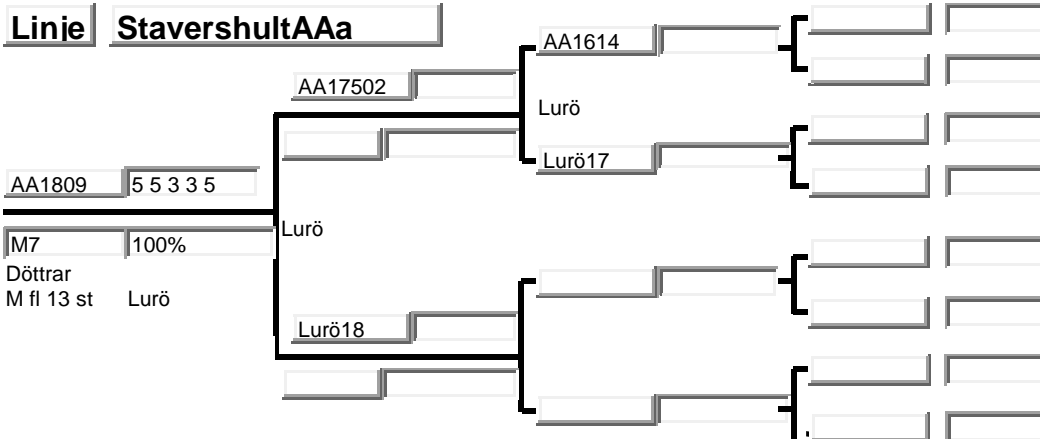 Linje StavershultAAa
AA1614
AA17502
Lurö
Lurö17
AA1809 5 5 3 3 5
Lurö
M7 100%
Döttrar
M fl 13 st Lurö
Lurö18